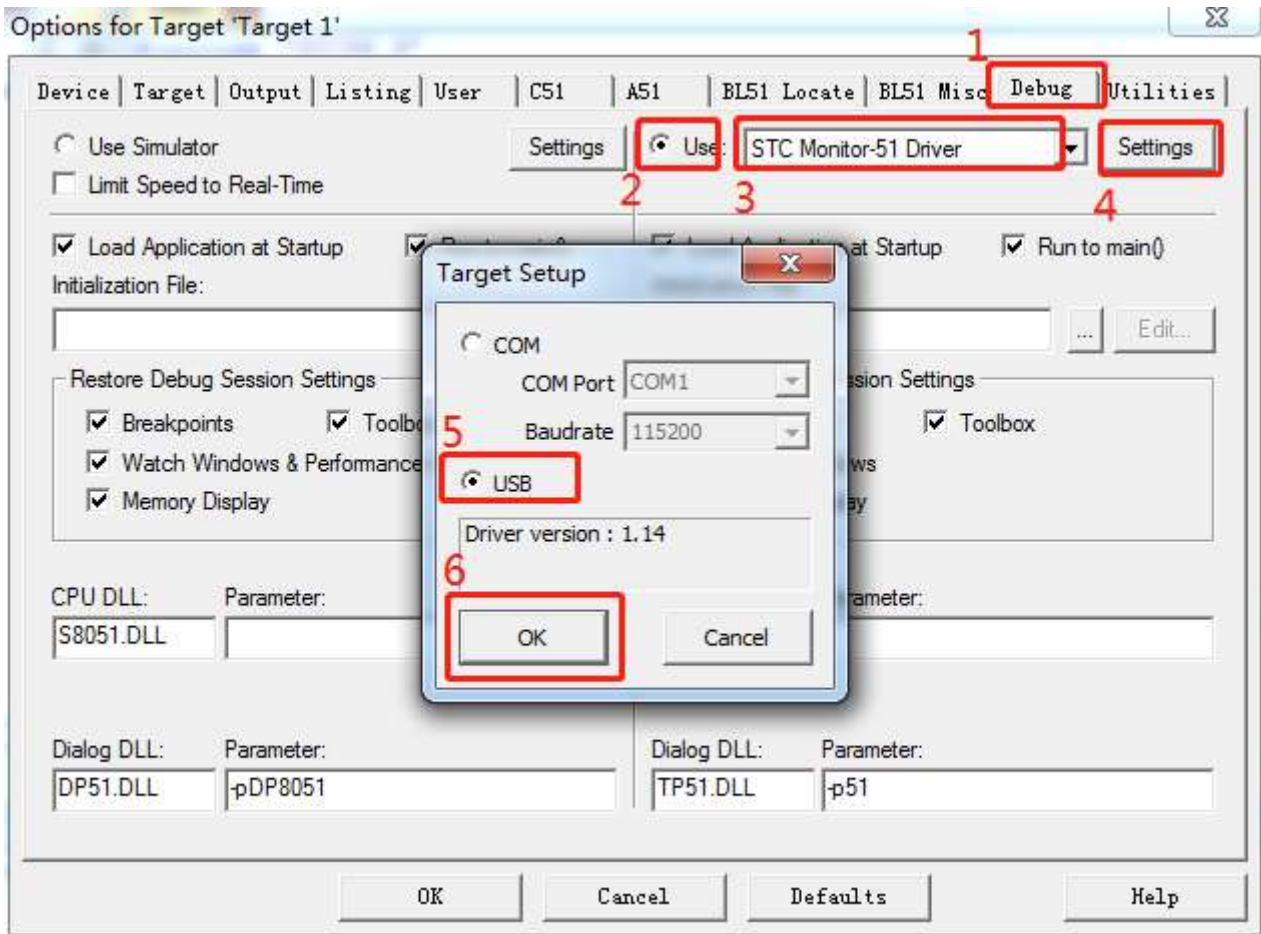 Options for Target 'Target 1'
1
Device Target Output Listing User C51 A51 BL51 Locate BL51 Misc Debug Utilities
Use Simulator Settings Use: STC Monitor-51 Driver Settings
Limit Speed to Real-Time
2 3 4
Load Application at Startup at Startup Run to main()
Initialization File:
... Edit...
Restore Debug Session Settings Settings
Breakpoints Toolbox
Watch Windows & Performance
Memory Display
Target Setup
COM
COM Port COM1
Baudrate 115200
5
USB
Driver version : 1.14
6
OK Cancel
CPU DLL: Parameter:
S8051.DLL
Dialog DLL: Parameter: Dialog DLL: Parameter:
DP51.DLL -pDP8051 TP51.DLL -p51
OK Cancel Defaults Help